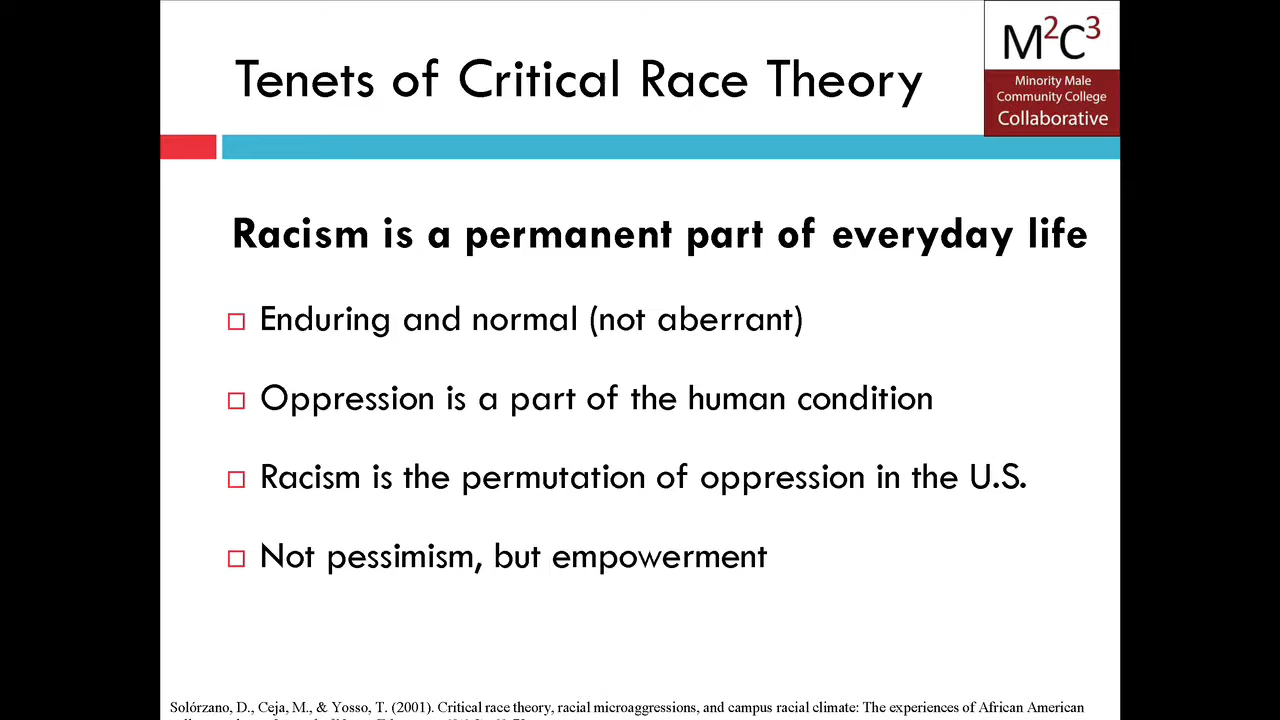 Tenets of Critical Race Theory
M²C³
Minority Male
Community College
Collaborative
Racism is a permanent part of everyday life
Enduring and normal (not aberrant)
Oppression is a part of the human condition
Racism is the permutation of oppression in the U.S.
Not pessimism, but empowerment
Solórzano, D., Ceja, M., & Yosso, T. (2001). Critical race theory, racial microaggressions, and campus racial climate: The experiences of African American